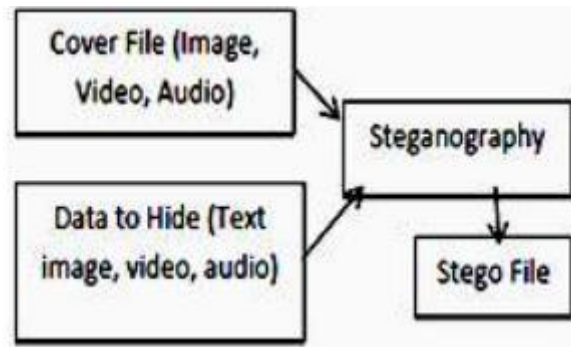 Cover File (Image,
Video, Audio)
Steganography
Data to Hide (Text
image, video, audio)
Stego File